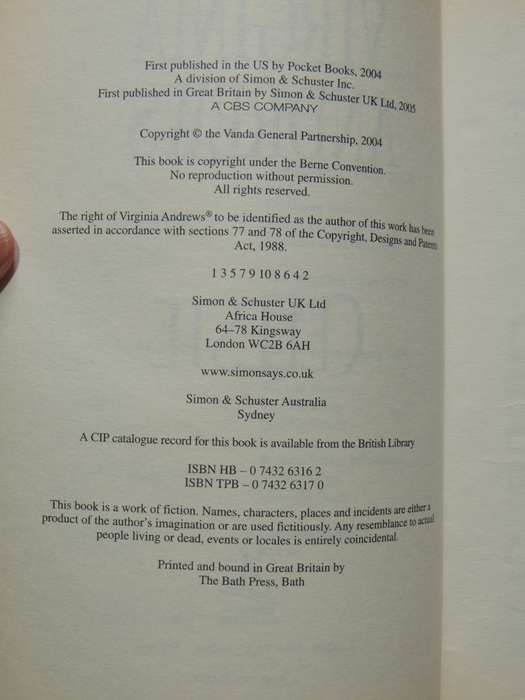 First published in the US by Pocket Books, 2004
A division of Simon & Schuster Inc.
First published in Great Britain by Simon & Schuster UK Ltd, 2005
A CBS COMPANY
Copyright © the Vanda General Partnership, 2004
This book is copyright under the Berne Convention.
No reproduction without permission.
All rights reserved.
The right of Virginia Andrews® to be identified as the author of this work has been
asserted in accordance with sections 77 and 78 of the Copyright, Designs and Patents
Act, 1988.
1 3 5 7 9 10 8 6 4 2
Simon & Schuster UK Ltd
Africa House
64–78 Kingsway
London WC2B 6AH
www.simonsays.co.uk
Simon & Schuster Australia
Sydney
A CIP catalogue record for this book is available from the British Library
ISBN HB – 0 7432 6316 2
ISBN TPB – 0 7432 6317 0
This book is a work of fiction. Names, characters, places and incidents are either a
product of the author's imagination or are used fictitiously. Any resemblance to actual
people living or dead, events or locales is entirely coincidental.
Printed and bound in Great Britain by
The Bath Press, Bath